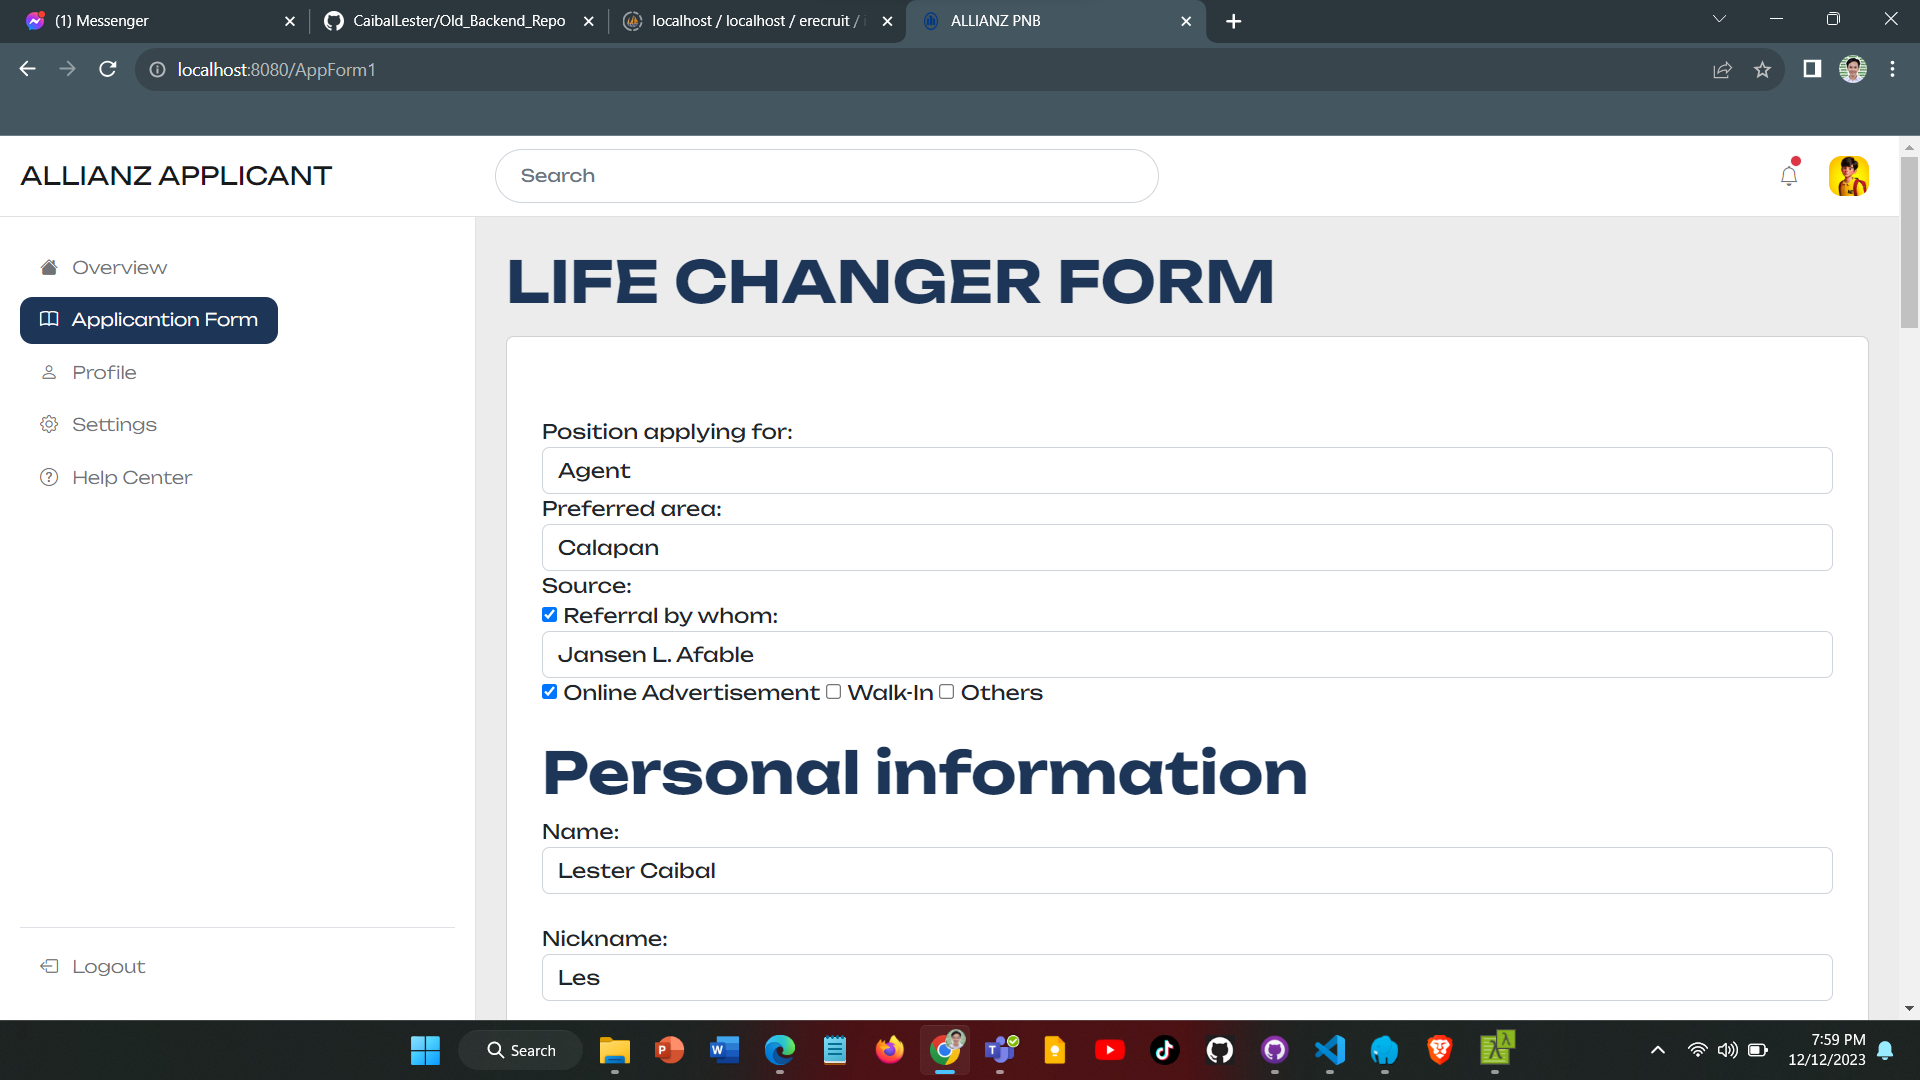 (1) Messenger
CaibalLester/Old_Backend_Repo
localhost / localhost / erecruit /
ALLIANZ PNB
localhost:8080/AppForm1
ALLIANZ APPLICANT
Search
Overview
Applicantion Form
Profile
Settings
Help Center
Logout
LIFE CHANGER FORM
Position applying for:
Agent
Preferred area:
Calapan
Source:
Referral by whom:
Jansen L. Afable
Online Advertisement Walk-In Others
Personal information
Name:
Lester Caibal
Nickname:
Les
Search
7:59 PM
12/12/2023